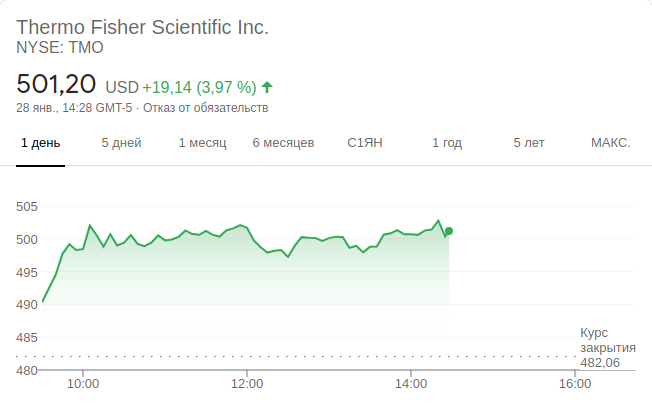 Thermo Fisher Scientific Inc.
NYSE: TMO
501,20 USD +19,14 (3,97 %)
28 янв., 14:28 GMT-5 · Отказ от обязательств
1 день 5 дней 1 месяц 6 месяцев С1ЯН 1 год 5 лет МАКС.
505
500
495
490
485
480
Курс
закрытия
482,06
10:00 12:00 14:00 16:00